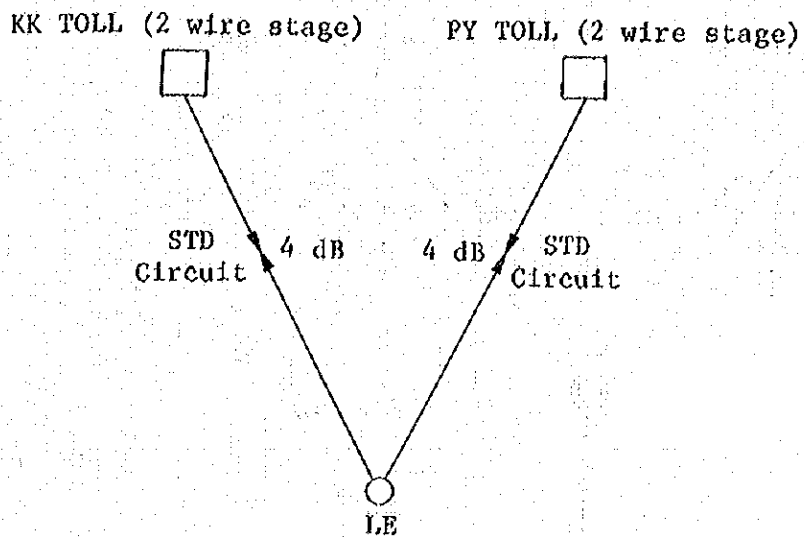 KK TOLL (2 wire stage) PY TOLL (2 wire stage)
STD
Circuit
4 dB
4 dB
STD
Circuit
LE